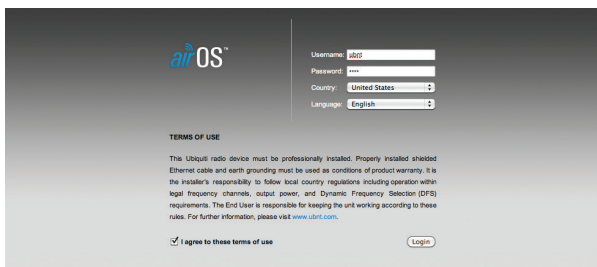 airOS™
Username: ubnt
Password: ••••
Country: United States
Language: English
TERMS OF USE
This Ubiquiti radio device must be professionally installed. Properly installed shielded
Ethernet cable and earth grounding must be used as conditions of product warranty. It is
the installer's responsibility to follow local country regulations including operation within
legal frequency channels, output power, and Dynamic Frequency Selection (DFS)
requirements. The End User is responsible for keeping the unit working according to these
rules. For further information, please visit www.ubnt.com.
I agree to these terms of use
Login